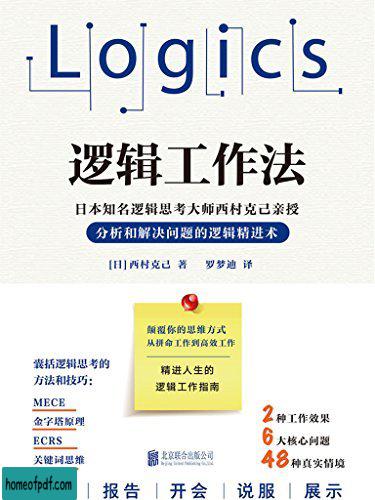 Logics
逻辑工作法
日本知名逻辑思考大师西村克己亲授
分析和解决问题的逻辑精进术
[日]西村克己 著 罗梦迪 译
颠覆你的思维方式
从拼命工作到高效工作
精进人生的
逻辑工作指南
囊括逻辑思考的
方法和技巧:
MECE
金字塔原理
ECRS
关键词思维
2种工作效果
6大核心问题
48种真实情境
北京联合出版公司
Beijing United Publishing Co.,Ltd.
homeofpdf.com
报告 开会 说服 展示